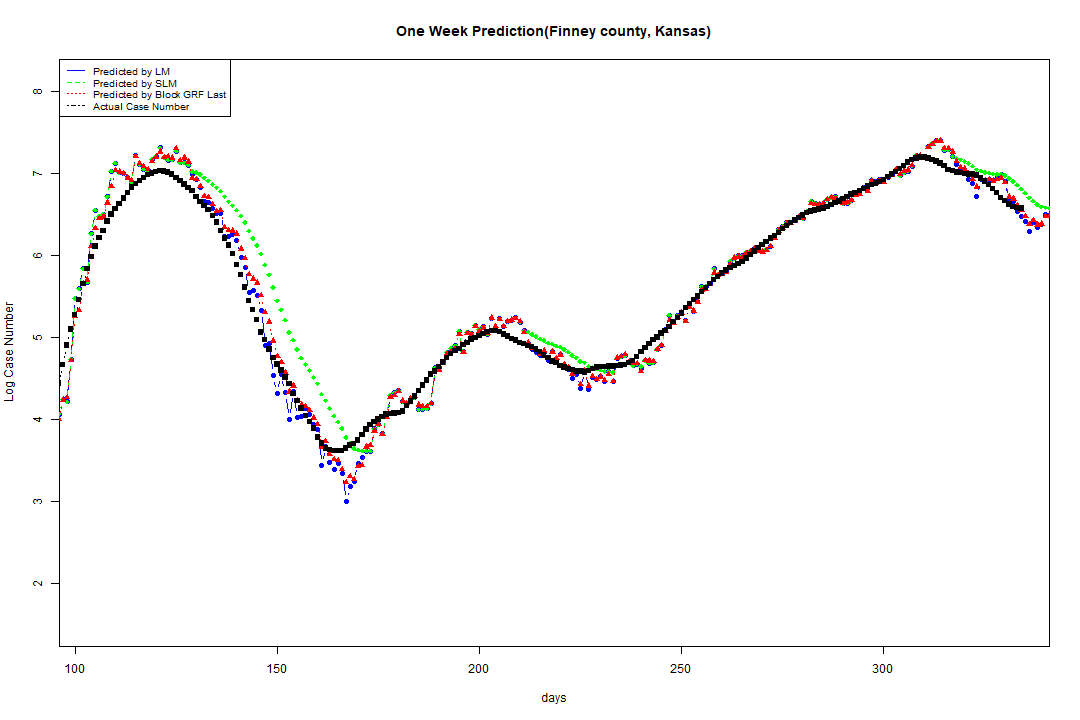 One Week Prediction(Finney county, Kansas)
Predicted by LM
Predicted by SLM
Predicted by Block GRF Last
Actual Case Number
8
7
6
5
4
3
2
Log Case Number
100 150 200 250 300
days